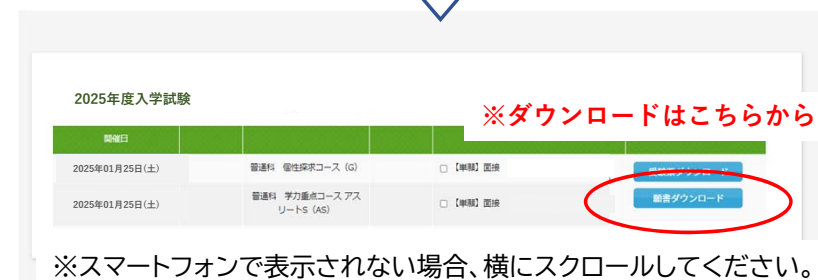 2025年度入学試験
※ダウンロードはこちらから
開催日
2025年01月25日(土)
普通科 個性探求コース (G)
【単願】面接
2025年01月25日(土)
普通科 学力重点コース アス
リートS (AS)
【単願】面接
願書ダウンロード
※スマートフォンで表示されない場合、横にスクロールしてください。